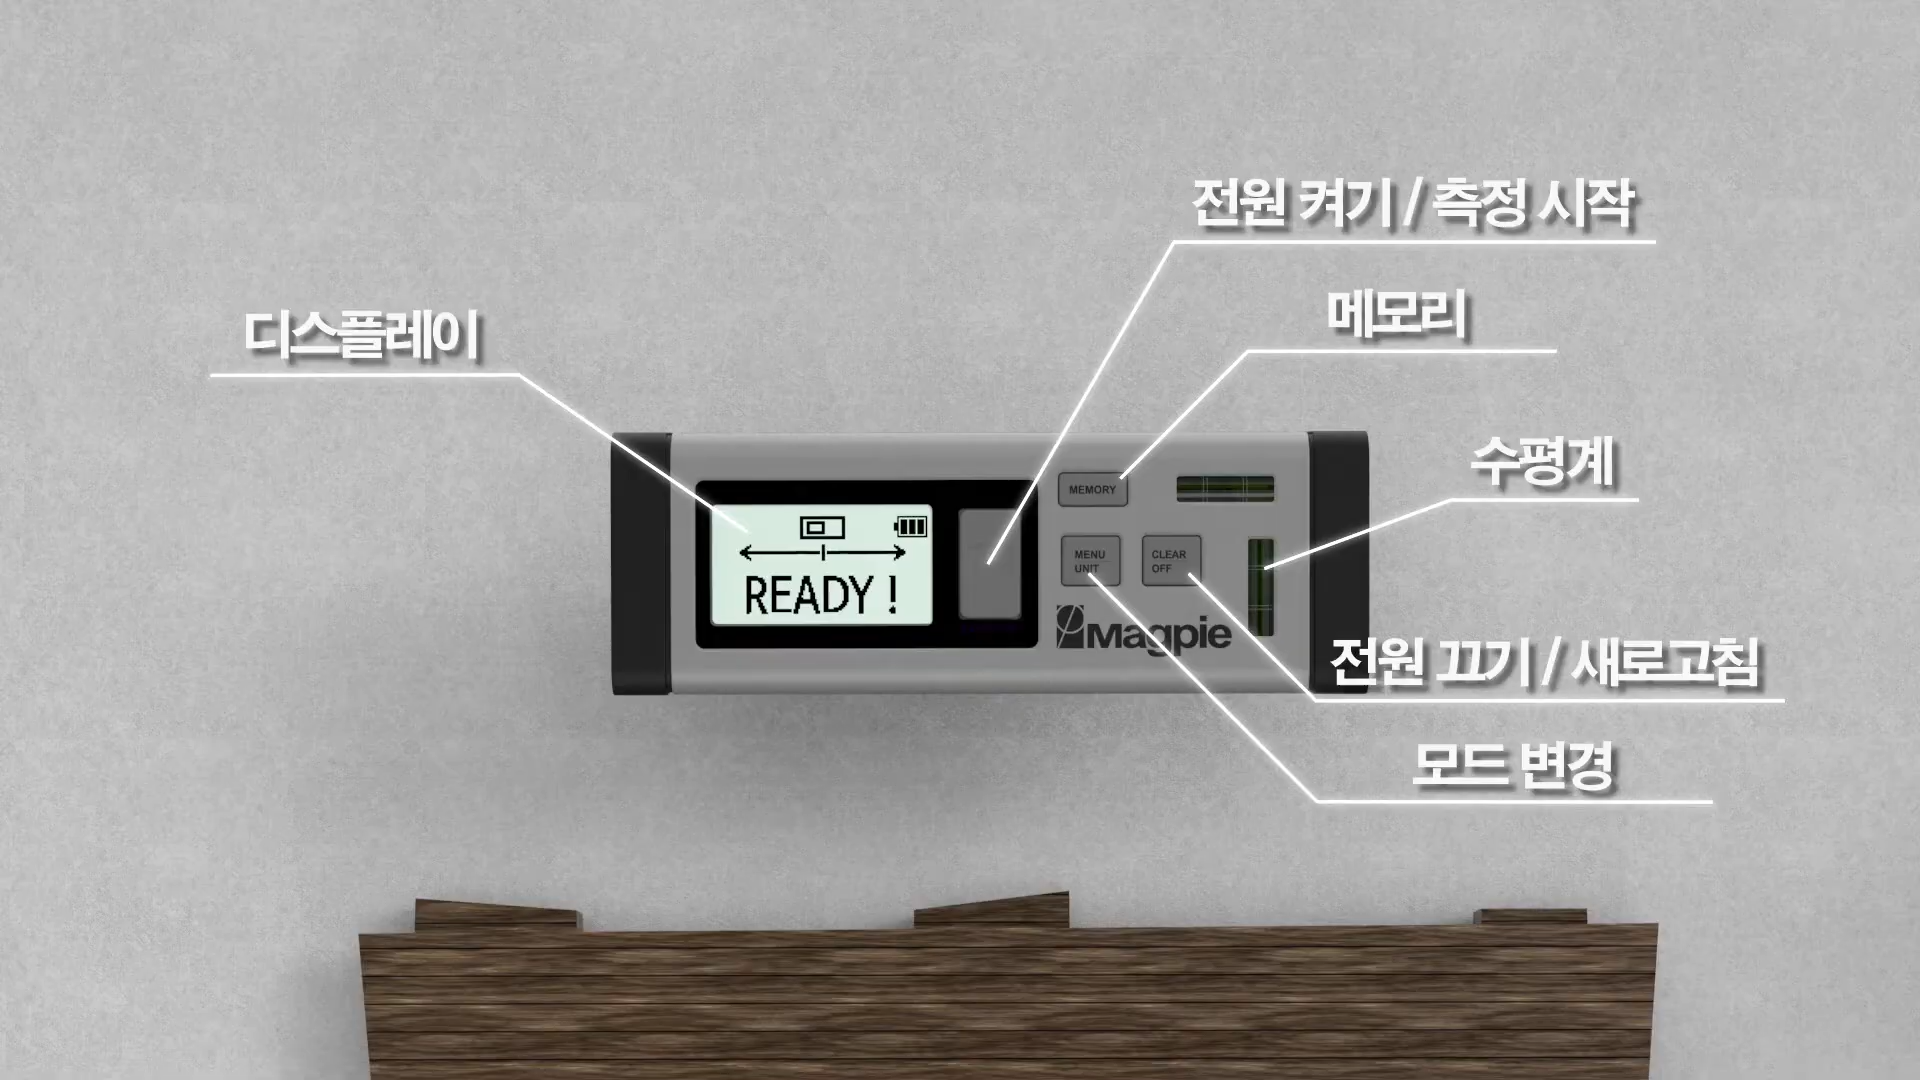 전원 켜기 / 측정 시작
메모리
디스플레이
수평계
MEMORY
MENU
UNIT
CLEAR
OFF
READY !
Magpie
전원 끄기 / 새로고침
모드 변경